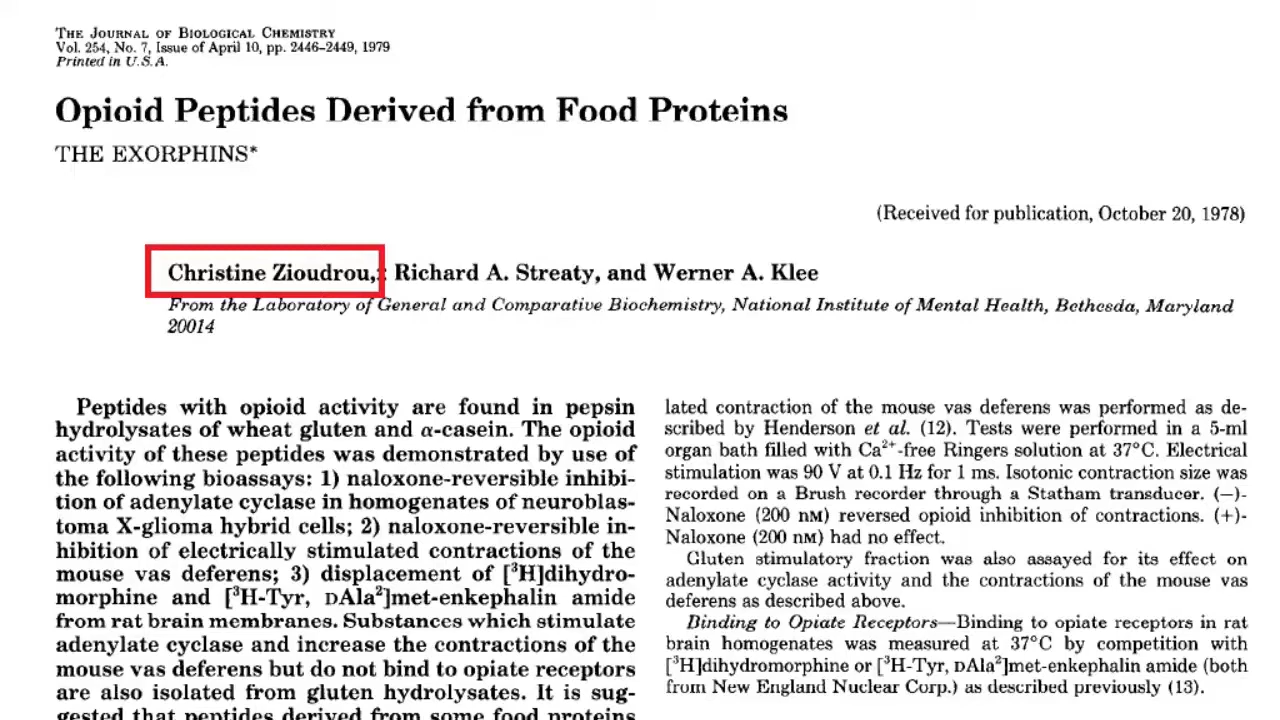 THE JOURNAL OF BIOLOGICAL CHEMISTRY
Vol. 254, No. 7, Issue of April 10, pp. 2446–2449, 1979
Printed in U.S.A.
Opioid Peptides Derived from Food Proteins
THE EXORPHINS*
(Received for publication, October 20, 1978)
Christine Zioudrou,‡ Richard A. Streaty, and Werner A. Klee
From the Laboratory of General and Comparative Biochemistry, National Institute of Mental Health, Bethesda, Maryland
20014
Peptides with opioid activity are found in pepsin
hydrolysates of wheat gluten and α-casein. The opioid
activity of these peptides was demonstrated by use of
the following bioassays: 1) naloxone-reversible inhibi-
tion of adenylate cyclase in homogenates of neuroblas-
toma X-glioma hybrid cells; 2) naloxone-reversible in-
hibition of electrically stimulated contractions of the
mouse vas deferens; 3) displacement of [³H]dihydro-
morphine and [³H-Tyr, DAla²]met-enkephalin amide
from rat brain membranes. Substances which stimulate
adenylate cyclase and increase the contractions of the
mouse vas deferens but do not bind to opiate receptors
are also isolated from gluten hydrolysates. It is sug-
gested that peptides derived from some food proteins
lated contraction of the mouse vas deferens was performed as de-
scribed by Henderson et al. (12). Tests were performed in a 5-ml
organ bath filled with Ca²⁺-free Ringers solution at 37°C. Electrical
stimulation was 90 V at 0.1 Hz for 1 ms. Isotonic contraction size was
recorded on a Brush recorder through a Statham transducer. (−)-
Naloxone (200 nM) reversed opioid inhibition of contractions. (+)-
Naloxone (200 nM) had no effect.
Gluten stimulatory fraction was also assayed for its effect on
adenylate cyclase activity and the contractions of the mouse vas
deferens as described above.
Binding to Opiate Receptors—Binding to opiate receptors in rat
brain homogenates was measured at 37°C by competition with
[³H]dihydromorphine or [³H-Tyr, DAla²]met-enkephalin amide (both
from New England Nuclear Corp.) as described previously (13).